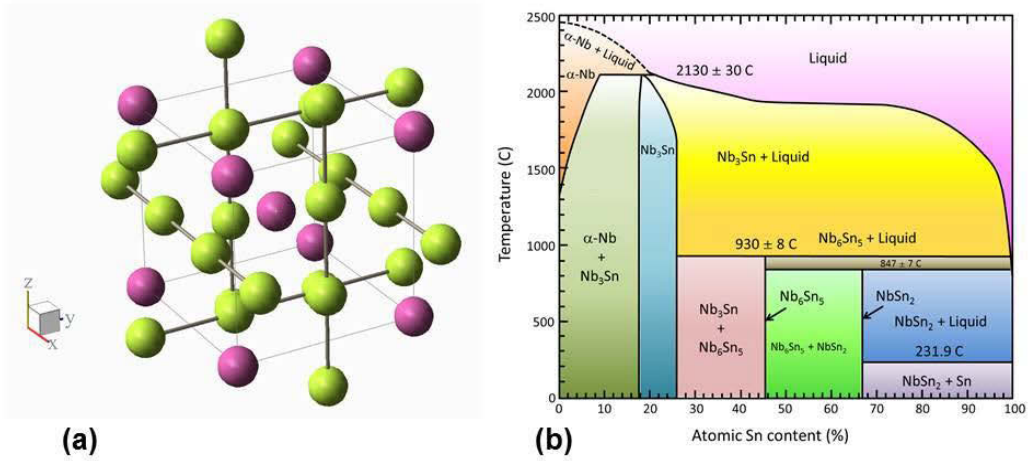 z
y
x
(a)
2500
2000
1500
1000
500
0
Temperature (C)
α-Nb + Liquid
α-Nb
2130 ± 30 C
Liquid
Nb₃Sn
Nb₃Sn + Liquid
α-Nb
+
Nb₃Sn
930 ± 8 C
Nb₆Sn₅ + Liquid
847 ± 7 C
Nb₃Sn
+
Nb₆Sn₅
Nb₆Sn₅
NbSn₂
NbSn₂ + Liquid
Nb₆Sn₅ + NbSn₂
231.9 C
NbSn₂ + Sn
0 10 20 30 40 50 60 70 80 90 100
Atomic Sn content (%)
(b)